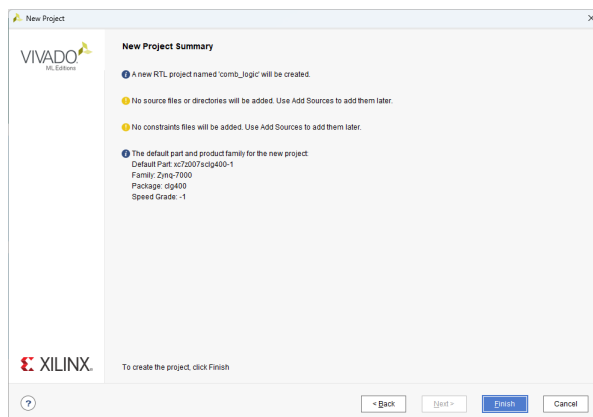 New Project
VIVADO
ML Editions
New Project Summary
A new RTL project named 'comb_logic' will be created.
No source files or directories will be added. Use Add Sources to add them later.
No constraints files will be added. Use Add Sources to add them later.
The default part and product family for the new project:
Default Part: xc7z007sclg400-1
Family: Zynq-7000
Package: clg400
Speed Grade: -1
XILINX
To create the project, click Finish
?
< Back
Next >
Finish
Cancel